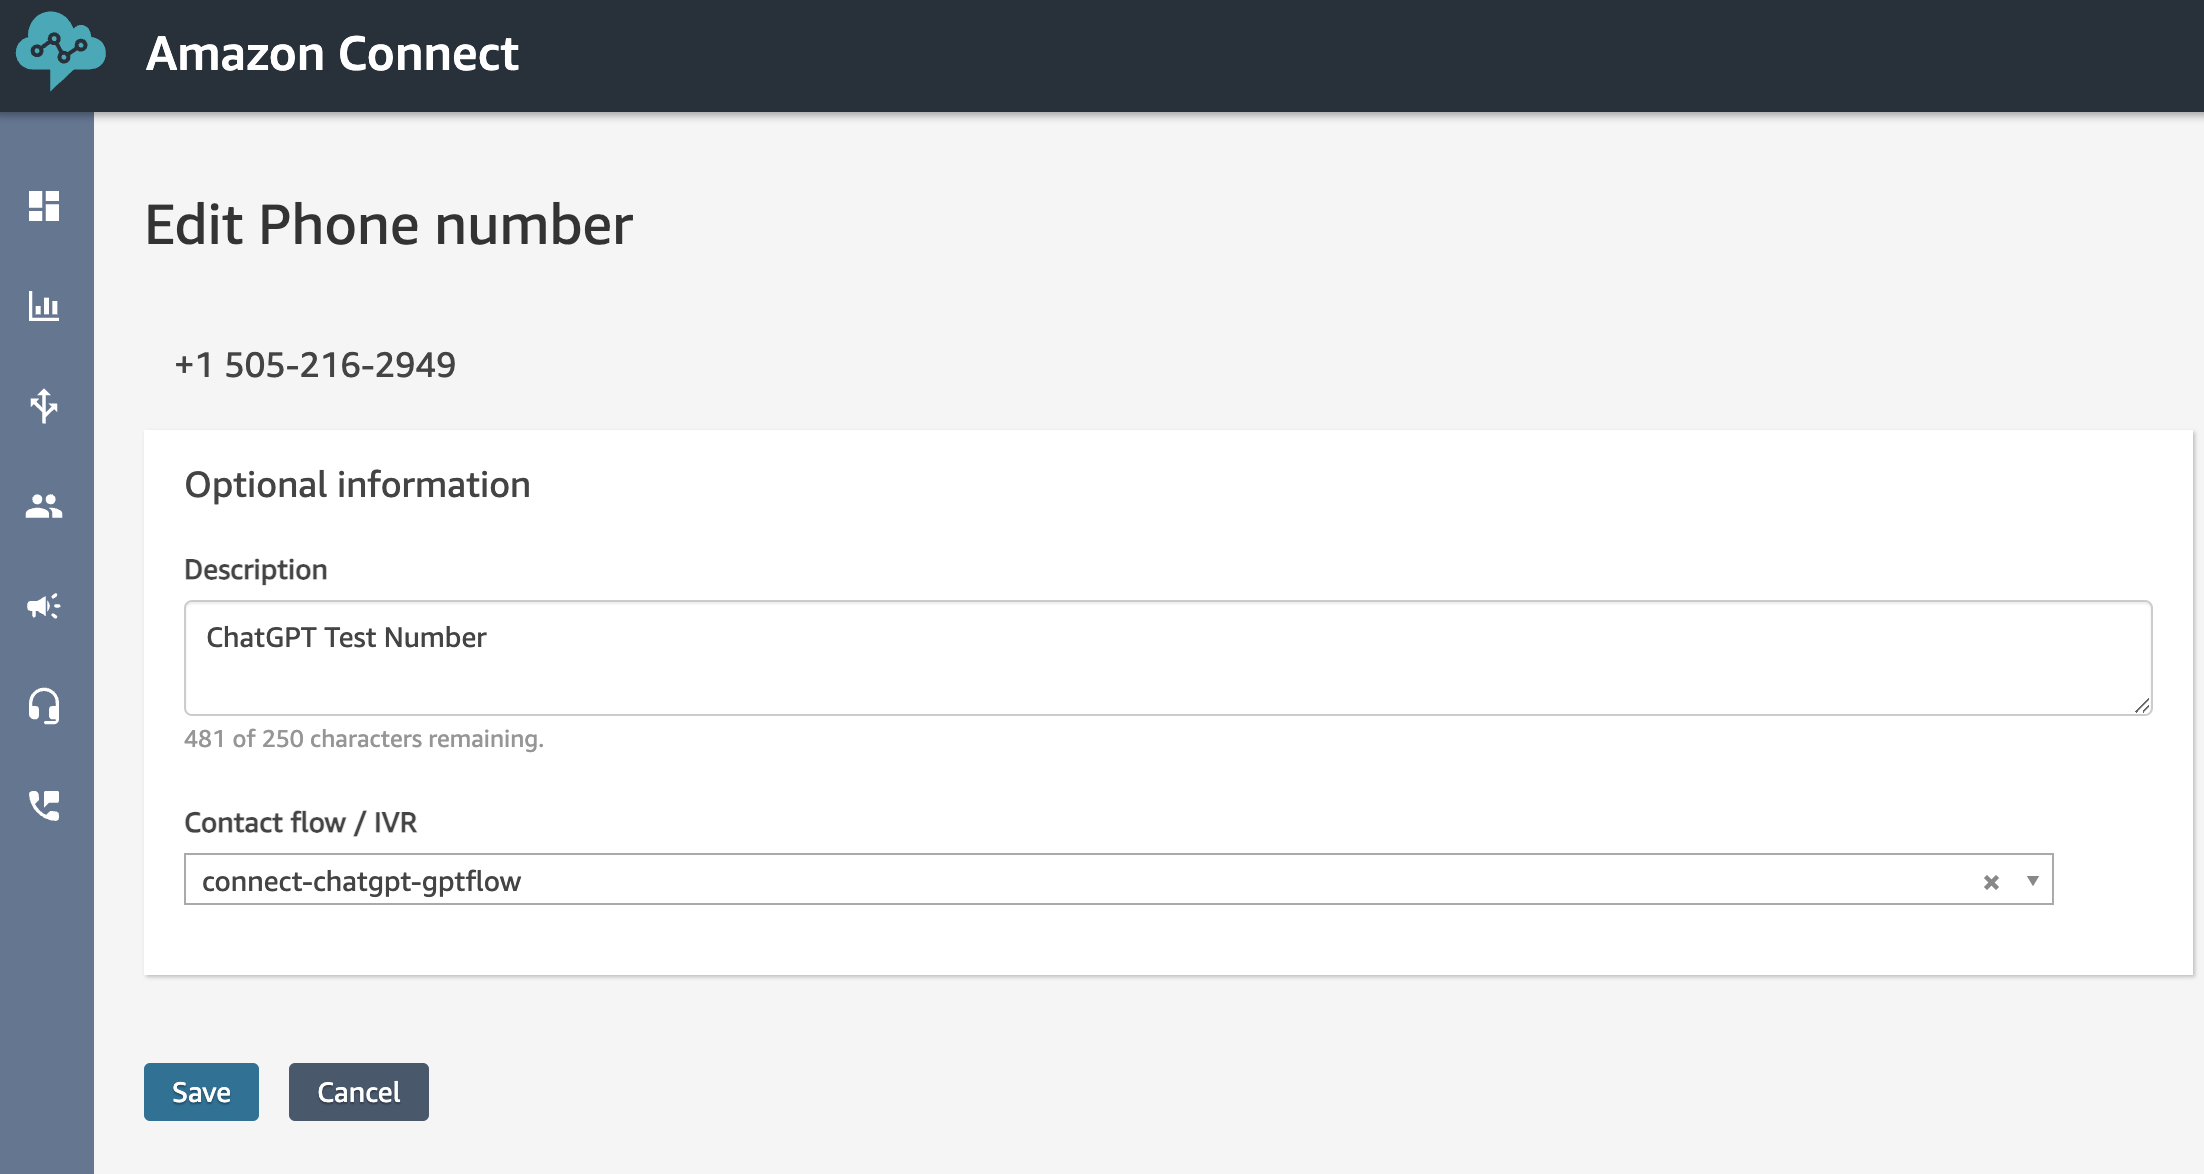 Amazon Connect
Edit Phone number
+1 505-216-2949
Optional information
Description
ChatGPT Test Number
481 of 250 characters remaining.
Contact flow / IVR
connect-chatgpt-gptflow
Save
Cancel